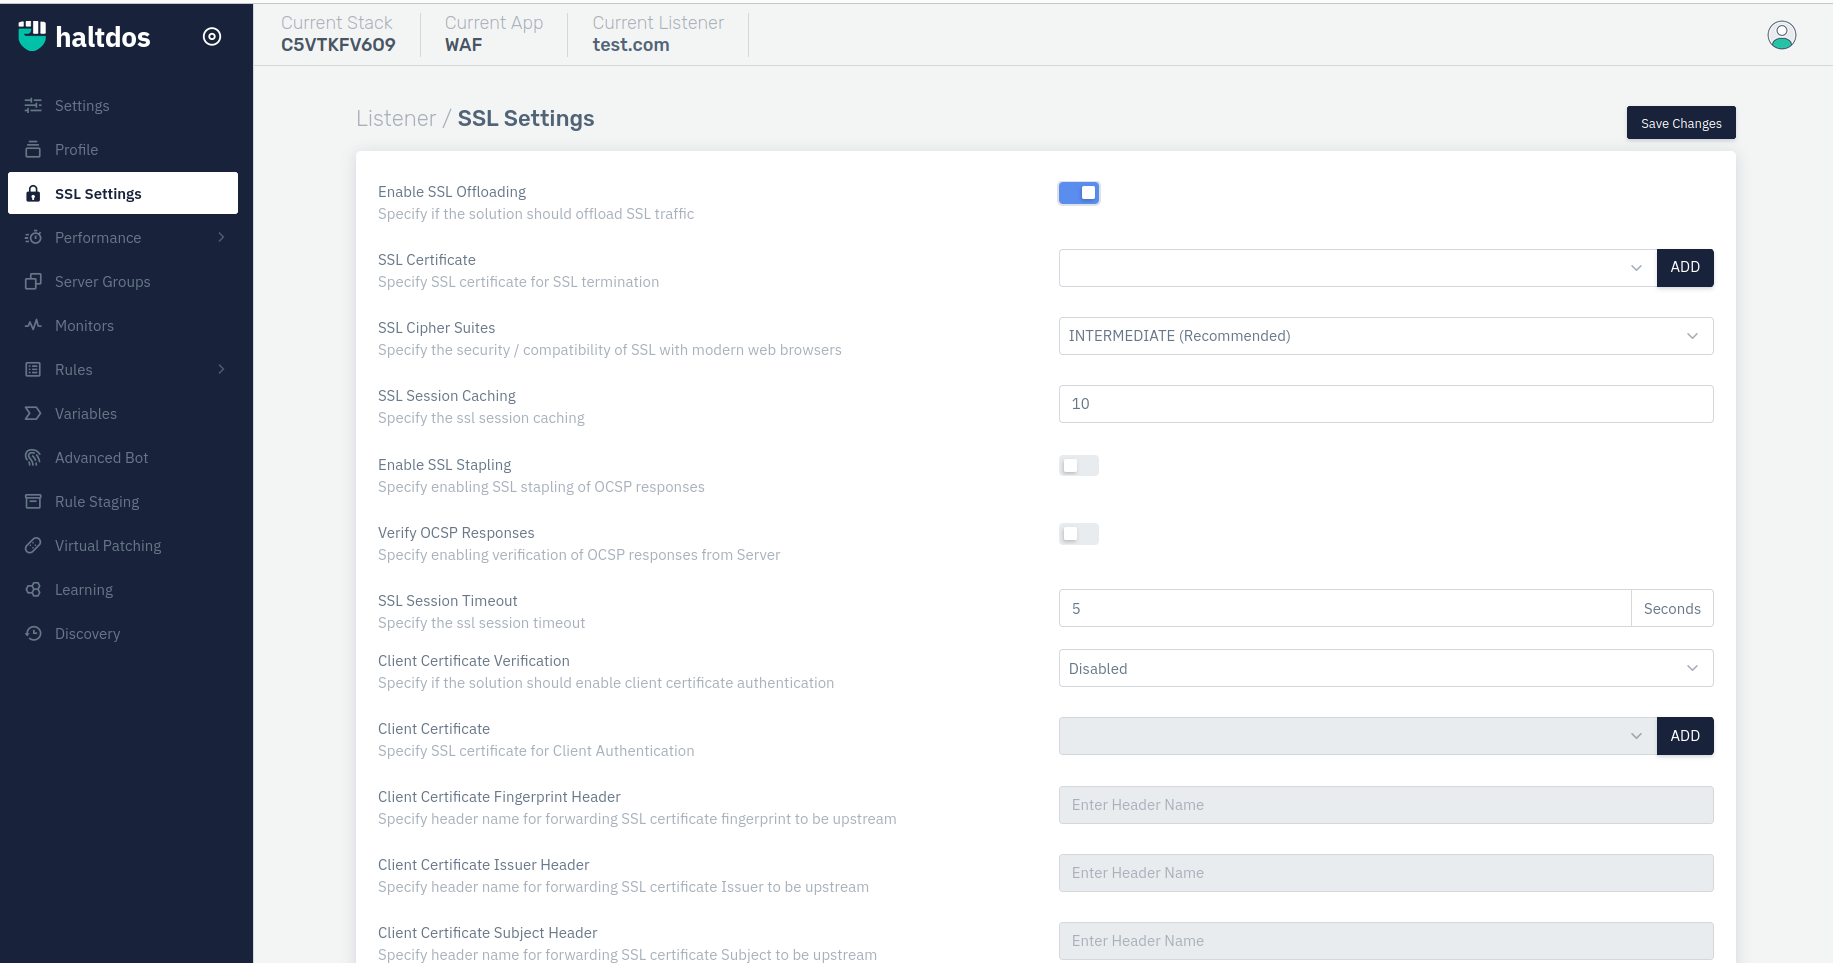 haltdos
Current Stack
C5VTKFV6O9
Current App
WAF
Current Listener
test.com
Settings
Profile
SSL Settings
Performance
Server Groups
Monitors
Rules
Variables
Advanced Bot
Rule Staging
Virtual Patching
Learning
Discovery
Listener / SSL Settings
Save Changes
Enable SSL Offloading
Specify if the solution should offload SSL traffic
SSL Certificate
Specify SSL certificate for SSL termination
ADD
SSL Cipher Suites
Specify the security / compatibility of SSL with modern web browsers
INTERMEDIATE (Recommended)
SSL Session Caching
Specify the ssl session caching
10
Enable SSL Stapling
Specify enabling SSL stapling of OCSP responses
Verify OCSP Responses
Specify enabling verification of OCSP responses from Server
SSL Session Timeout
Specify the ssl session timeout
5
Seconds
Client Certificate Verification
Specify if the solution should enable client certificate authentication
Disabled
Client Certificate
Specify SSL certificate for Client Authentication
ADD
Client Certificate Fingerprint Header
Specify header name for forwarding SSL certificate fingerprint to be upstream
Enter Header Name
Client Certificate Issuer Header
Specify header name for forwarding SSL certificate Issuer to be upstream
Enter Header Name
Client Certificate Subject Header
Specify header name for forwarding SSL certificate Subject to be upstream
Enter Header Name